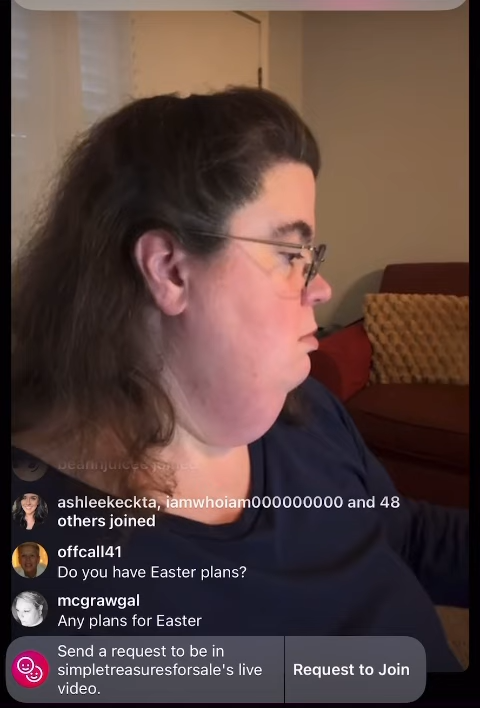 joined
ashleekeckta, iamwhoiam000000000 and 48
others joined
offcall41
Do you have Easter plans?
mcgrawgal
Any plans for Easter
Send a request to be in
simpletreasuresforsale's live
video.
Request to Join